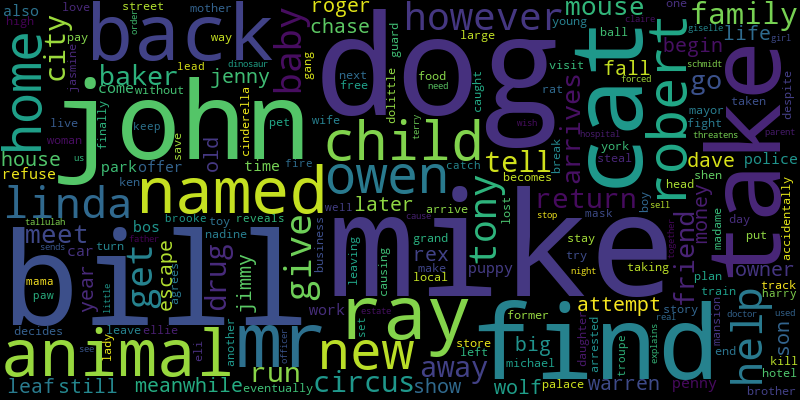 also
love
mother
street
roger
however
mouse
young
one
claire
family
high
pay
way
order
chase
large
ball
giselle
girl
home
city
jasmine
back
lead
dinosaur
baby
gang
guard
dog
cat
robert
begin
life
schmidt
go
baker
jenny
come
without
next
free
food
need
dolittle
caught
visit
rat
fall
forced
mayor
taken
despite
fight
john
finally
keep
cinderella
pet
terry
wish
hospital
threatens
parent
woman
live
us
save
old
wife
fire
child
york
steal
arrives
take
house
refuse
park
offer
time
tell
break
dave
police
ken
named
owen
catch
becomes
head
shen
linda
later
well
arrive
return
boy
sell
money
madame
day
put
accidentally
tallulah
brooke
reveals
cause
tony
lost
stop
mask
friend
together
meet
bos
toy
nadine
business
mike
stay
owner
sends
father
car
turn
escape
drug
give
leaving
causing
grand
rex
puppy
try
taking
plan
mama
year
get
agrees
jimmy
make
local
night
train
track
harry
paw
little
bill
work
estate
ray
find
attempt
story
mansion
doctor
used
decides
leave
ellie
mr
officer
set
former
daughter
arrested
real
explains
help
son
end
animal
see
lady
eli
another
new
store
left
big
michael
troupe
kill
leaf
still
meanwhile
run
eventually
circus
show
away
wolf
palace
warren
penny
hotel
brother